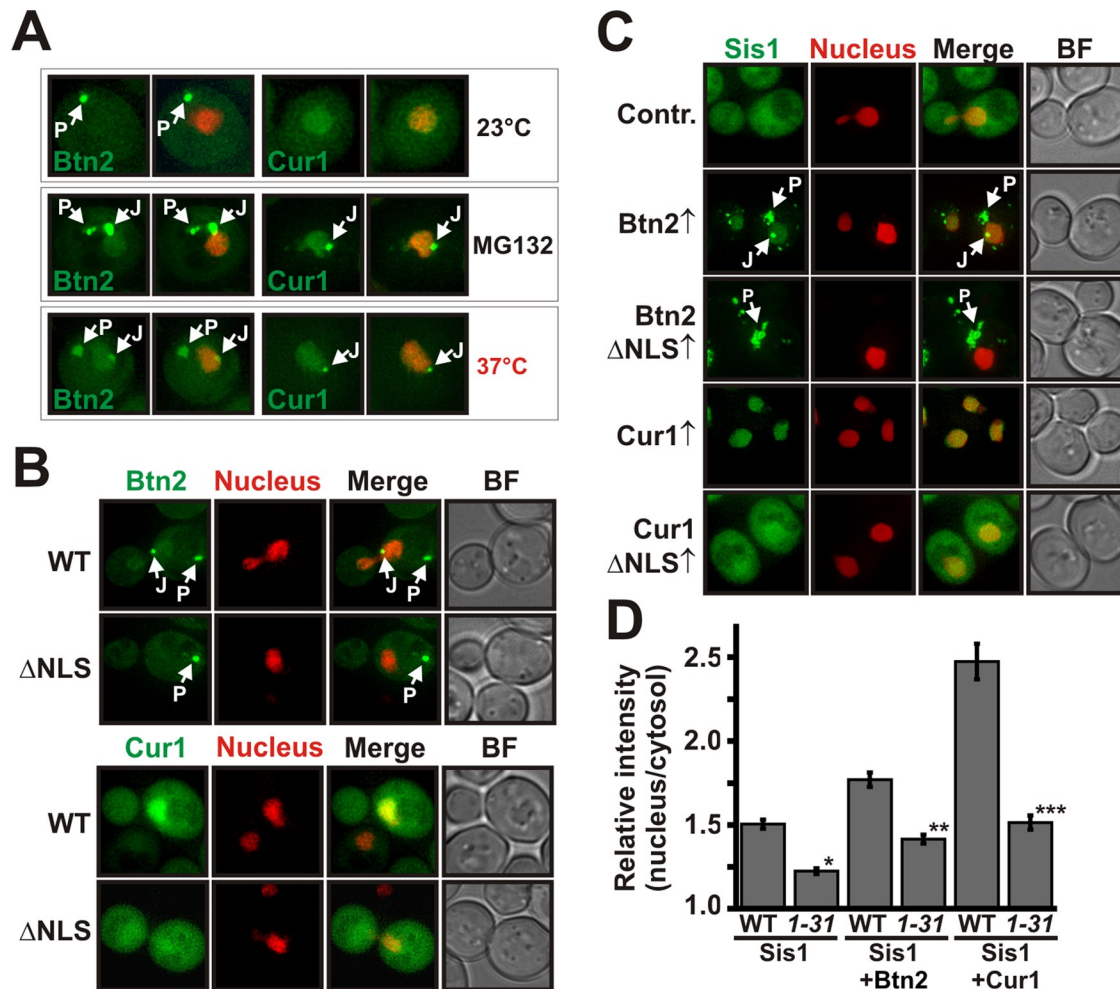 A
P
P
23°C
Btn2
Cur1
P
J
P
J
J
J
MG132
Btn2
Cur1
P
J
P
J
J
J
37°C
Btn2
Cur1
B
Btn2 Nucleus Merge BF
WT
J
P
J
P
ΔNLS
P
P
Cur1 Nucleus Merge BF
WT
ΔNLS
C
Sis1 Nucleus Merge BF
Contr.
Btn2↑
P
J
P
J
Btn2
ΔNLS↑
P
P
Cur1↑
Cur1
ΔNLS↑
D
Relative intensity
(nucleus/cytosol)
2.5
2.5
1.5
1.0
*
**
***
WT 1-31 WT 1-31 WT 1-31
Sis1 Sis1 Sis1
+Btn2 +Cur1